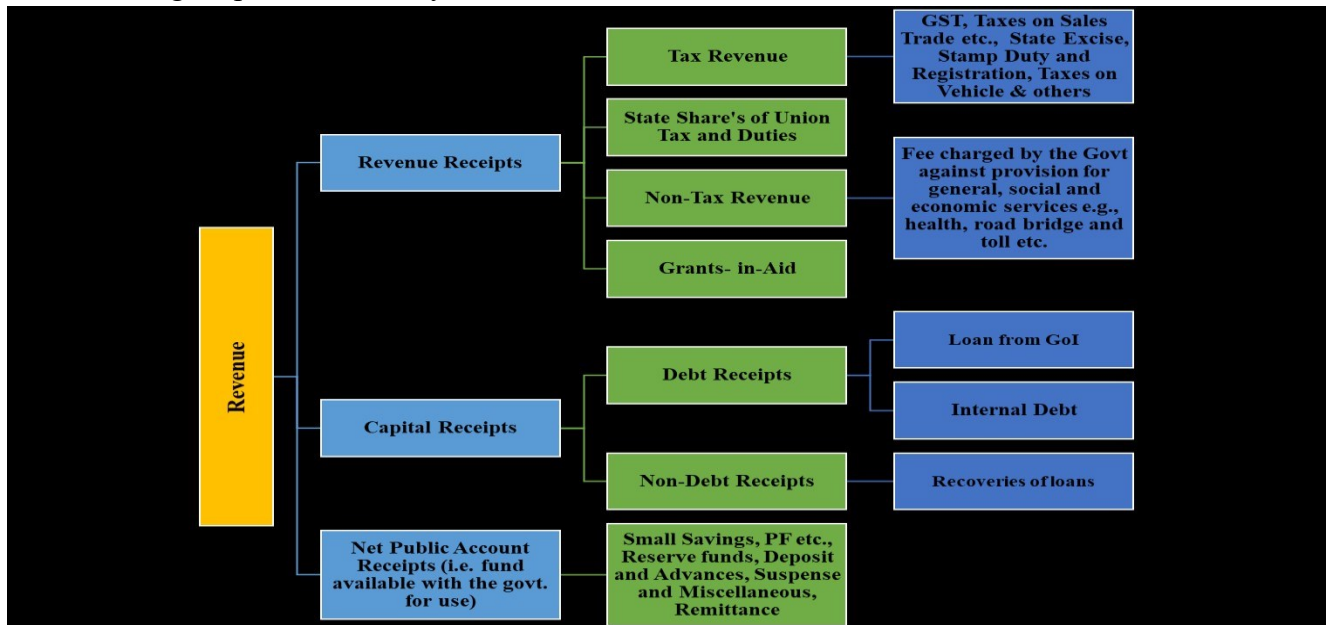 Revenue
Revenue Receipts
Tax Revenue
GST, Taxes on Sales
Trade etc., State Excise,
Stamp Duty and
Registration, Taxes on
Vehicle & others
State Share's of Union
Tax and Duties
Non-Tax Revenue
Fee charged by the Govt
against provision for
general, social and
economic services e.g.,
health, road bridge and
toll etc.
Grants- in-Aid
Capital Receipts
Debt Receipts
Loan from GoI
Internal Debt
Non-Debt Receipts
Recoveries of loans
Net Public Account
Receipts (i.e. fund
available with the govt.
for use)
Small Savings, PF etc.,
Reserve funds, Deposit
and Advances, Suspense
and Miscellaneous,
Remittance